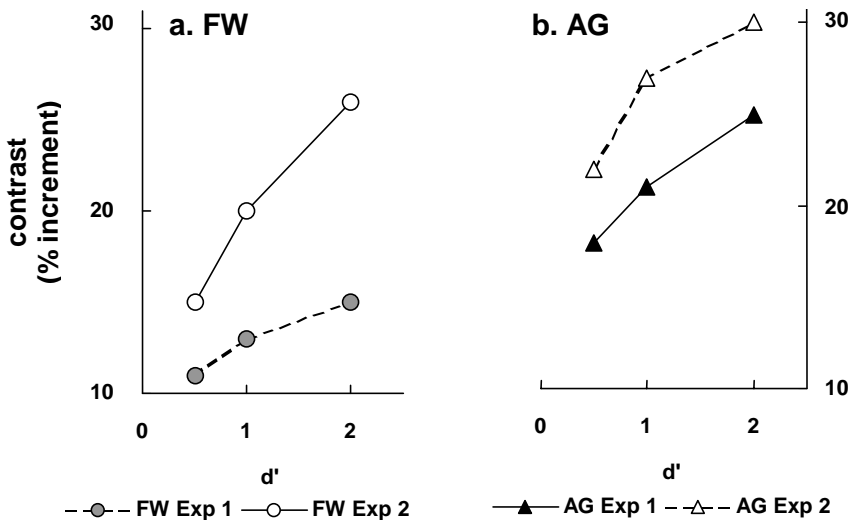 a. FW
30
20
10
contrast
(% increment)
0 1 2
d'
FW Exp 1 FW Exp 2
b. AG
30
20
10
0 1 2
d'
AG Exp 1 AG Exp 2